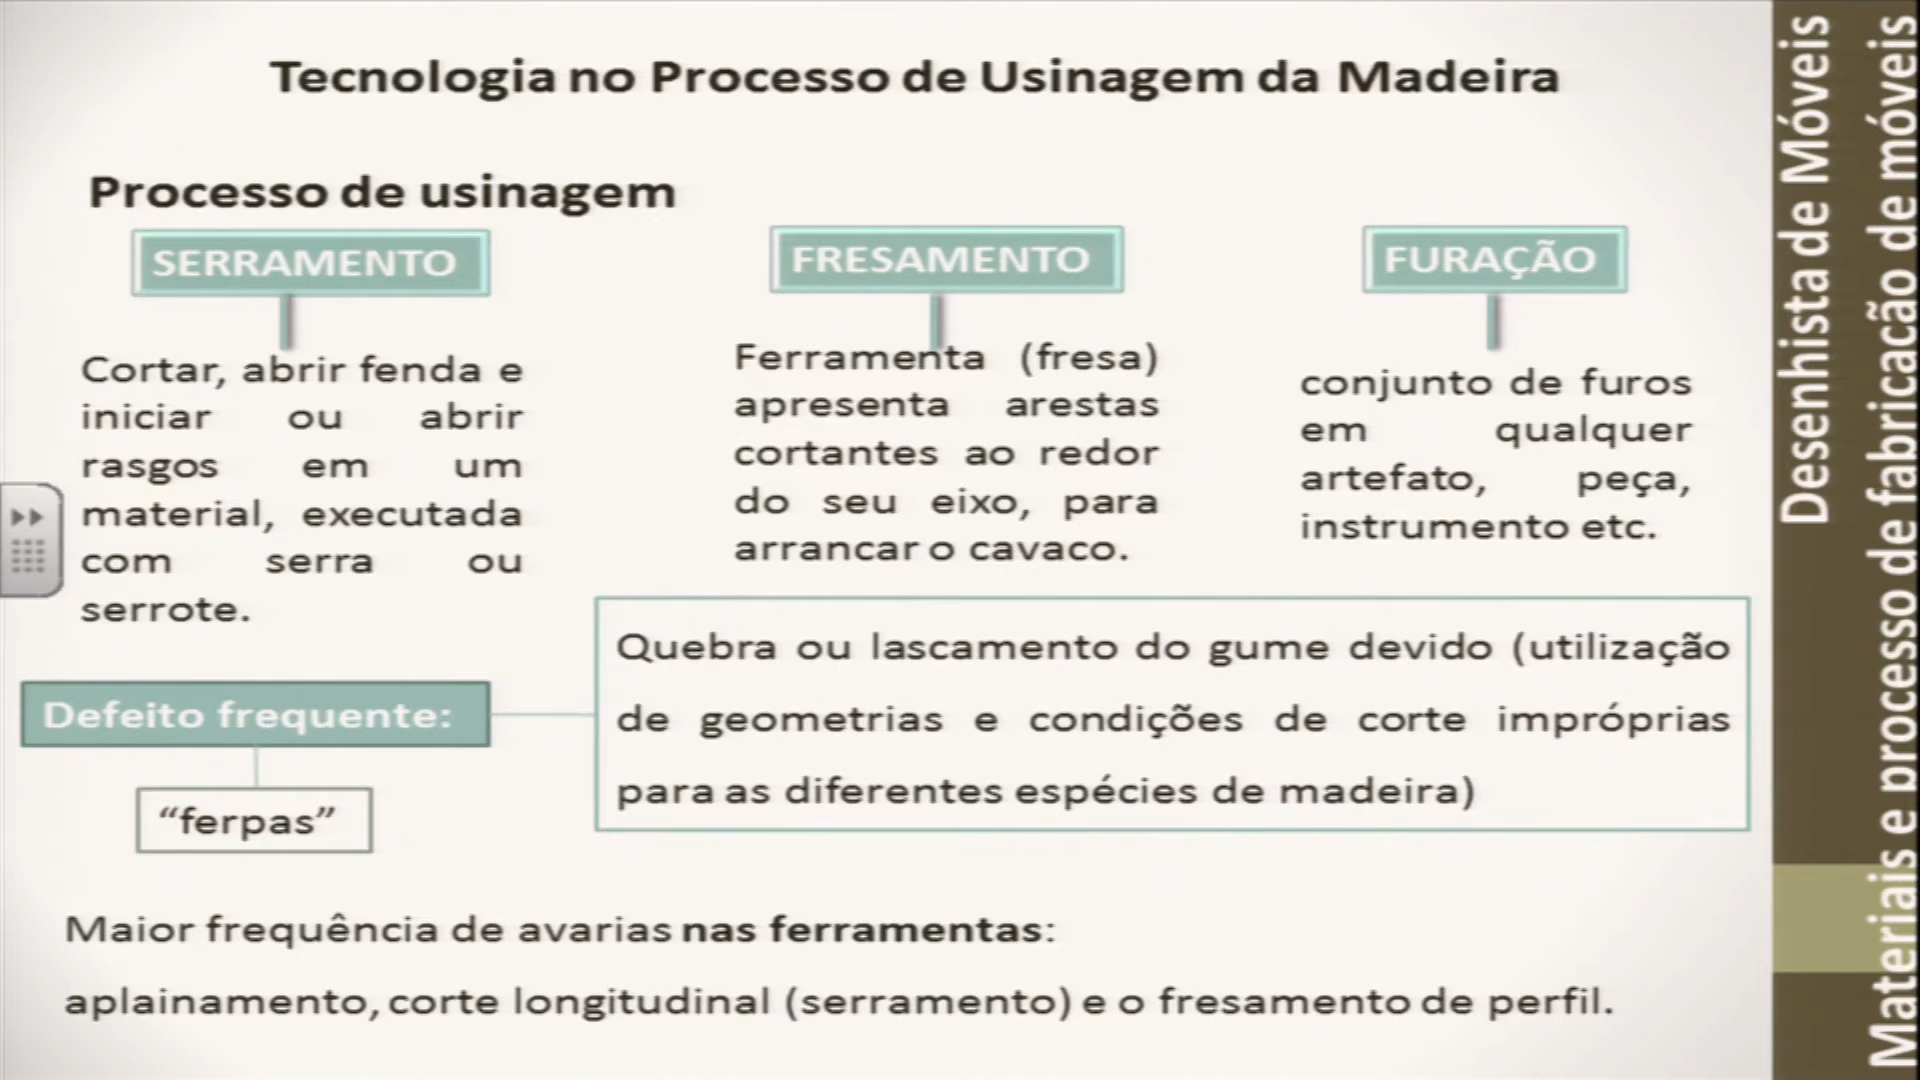 Tecnologia no Processo de Usinagem da Madeira
Processo de usinagem
SERRAMENTO
Cortar, abrir fenda e
iniciar ou abrir
rasgos em um
material, executada
com serra ou
serrote.
FRESAMENTO
Ferramenta (fresa)
apresenta arestas
cortantes ao redor
do seu eixo, para
arrancar o cavaco.
FURAÇÃO
conjunto de furos
em qualquer
artefato, peça,
instrumento etc.
Defeito frequente:
“ferpas”
Quebra ou lascamento do gume devido (utilização
de geometrias e condições de corte impróprias
para as diferentes espécies de madeira)
Maior frequência de avarias nas ferramentas:
aplainamento, corte longitudinal (serramento) e o fresamento de perfil.
Desenhista de Móveis
Materiais e processo de fabricação de móveis